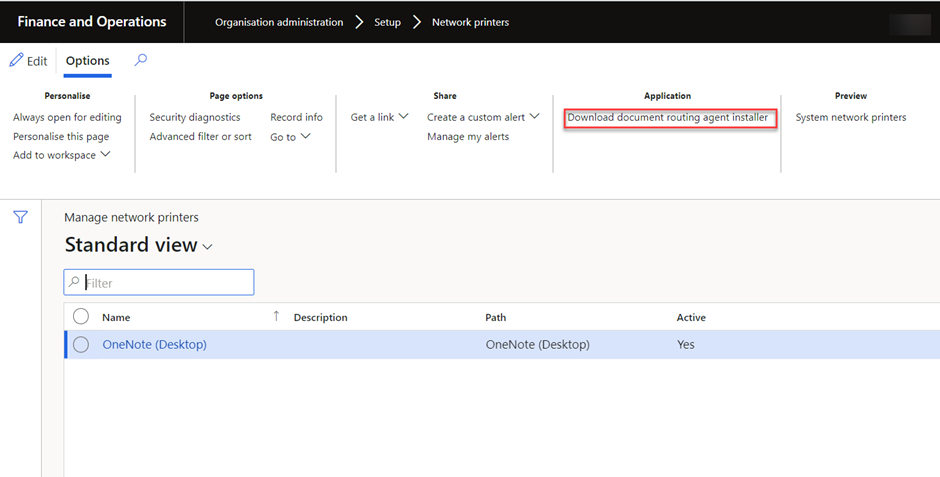 Finance and Operations
Organisation administration > Setup > Network printers
Edit Options
Personalise
Always open for editing
Personalise this page
Add to workspace
Page options
Security diagnostics Record info
Advanced filter or sort Go to
Share
Get a link Create a custom alert
Manage my alerts
Application
Download document routing agent installer
Preview
System network printers
Manage network printers
Standard view
Filter
Name Description Path Active
OneNote (Desktop) OneNote (Desktop) Yes